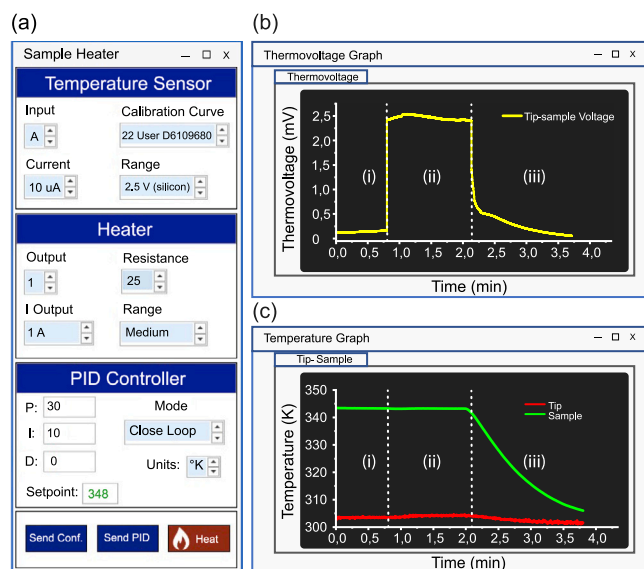 (a)
Sample Heater
Temperature Sensor
Input Calibration Curve
A 22 User D6109680
Current Range
10 uA 2.5 V (silicon)
Heater
Output Resistance
1 25
I Output Range
1 A Medium
PID Controller
P: 30 Mode
I: 10 Close Loop
D: 0 Units: °K
Setpoint: 348
Send Conf. Send PID Heat
(b)
Thermovoltage Graph
Thermovoltage
Thermovoltage (mV)
2,5
2,0
1,5
1,0
0,5
0
Tip-sample Voltage
(i) (ii) (iii)
0,0 0,5 1,0 1,5 2,0 2,5 3,0 3,5 4,0
Time (min)
(c)
Temperature Graph
Tip- Sample
Temperature (K)
350
340
330
320
310
300
Tip
Sample
(i) (ii) (iii)
0,0 0,5 1,0 1,5 2,0 2,5 3,0 3,5 4,0
Time (min)